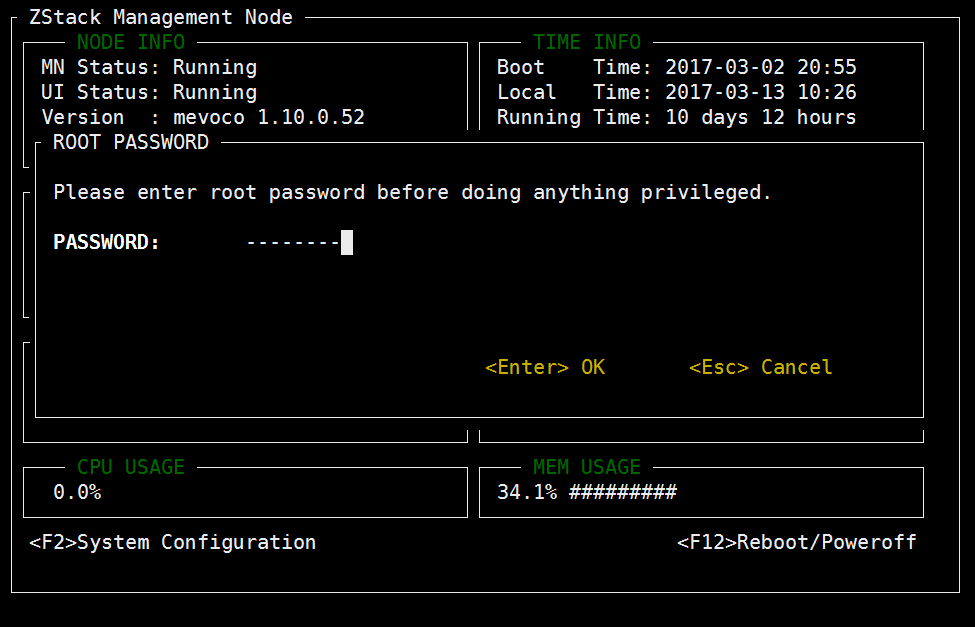 ZStack Management Node
NODE INFO
MN Status: Running
UI Status: Running
Version  : mevoco 1.10.0.52
TIME INFO
Boot    Time: 2017-03-02 20:55
Local   Time: 2017-03-13 10:26
Running Time: 10 days 12 hours
ROOT PASSWORD
Please enter root password before doing anything privileged.
PASSWORD: --------
<Enter> OK <Esc> Cancel
CPU USAGE
0.0%
MEM USAGE
34.1% #########
<F2>System Configuration <F12>Reboot/Poweroff